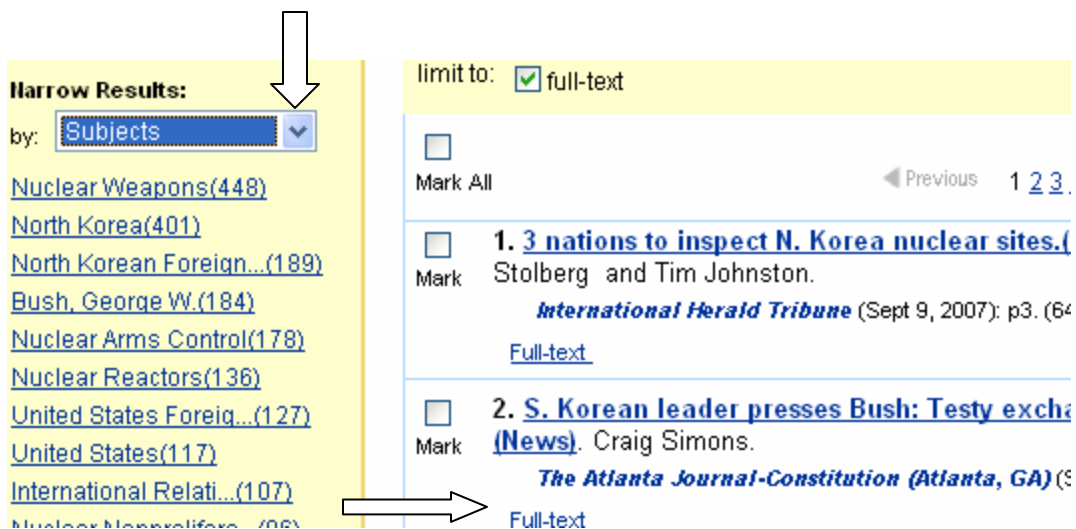 Narrow Results:
by: Subjects
Nuclear Weapons(448)
North Korea(401)
North Korean Foreign...(189)
Bush, George W.(184)
Nuclear Arms Control(178)
Nuclear Reactors(136)
United States Foreig...(127)
United States(117)
International Relati...(107)
Nuclear Nonprolifera...(96)
limit to: full-text
Mark All
Previous 1 2 3
Mark
1. 3 nations to inspect N. Korea nuclear sites.(
Stolberg and Tim Johnston.
International Herald Tribune (Sept 9, 2007): p3. (64
Full-text
Mark
2. S. Korean leader presses Bush: Testy excha
(News). Craig Simons.
The Atlanta Journal-Constitution (Atlanta, GA) (S
Full-text